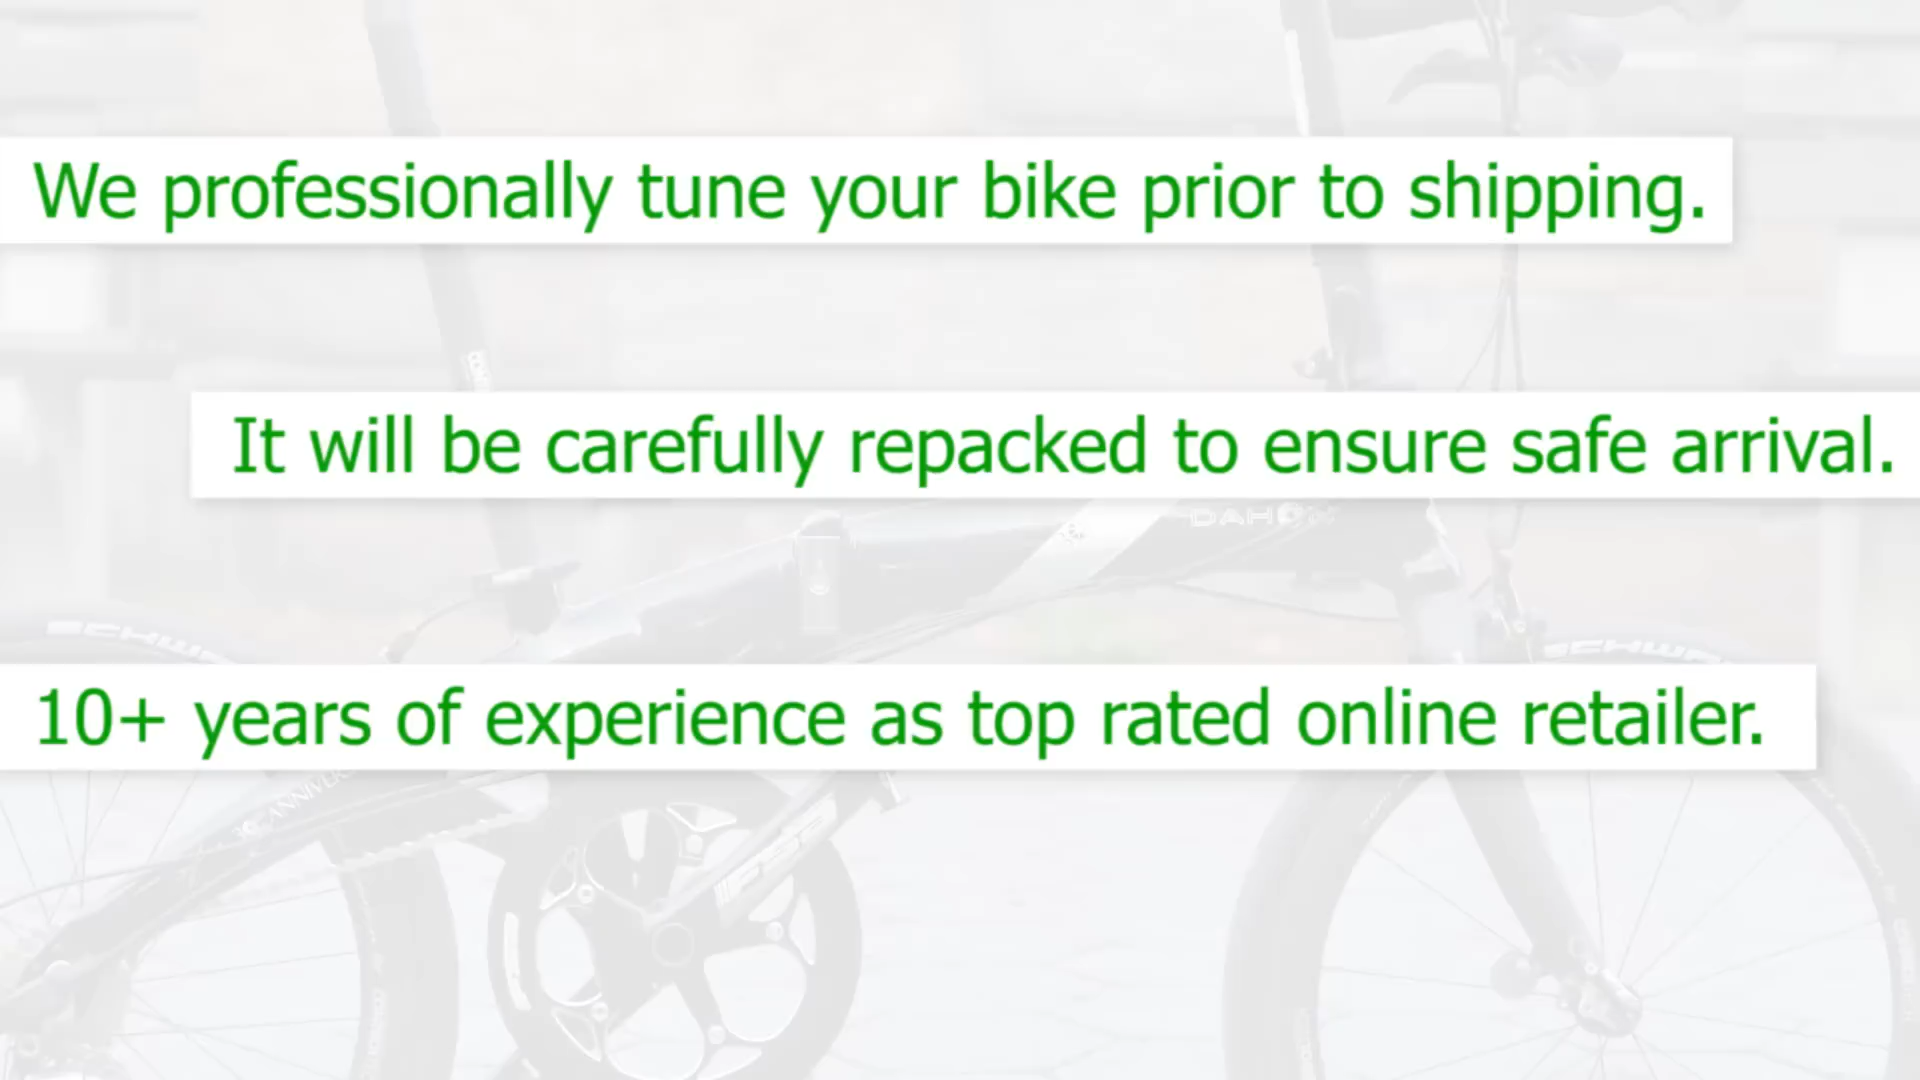 We professionally tune your bike prior to shipping.
It will be carefully repacked to ensure safe arrival.
DAHON
10+ years of experience as top rated online retailer.